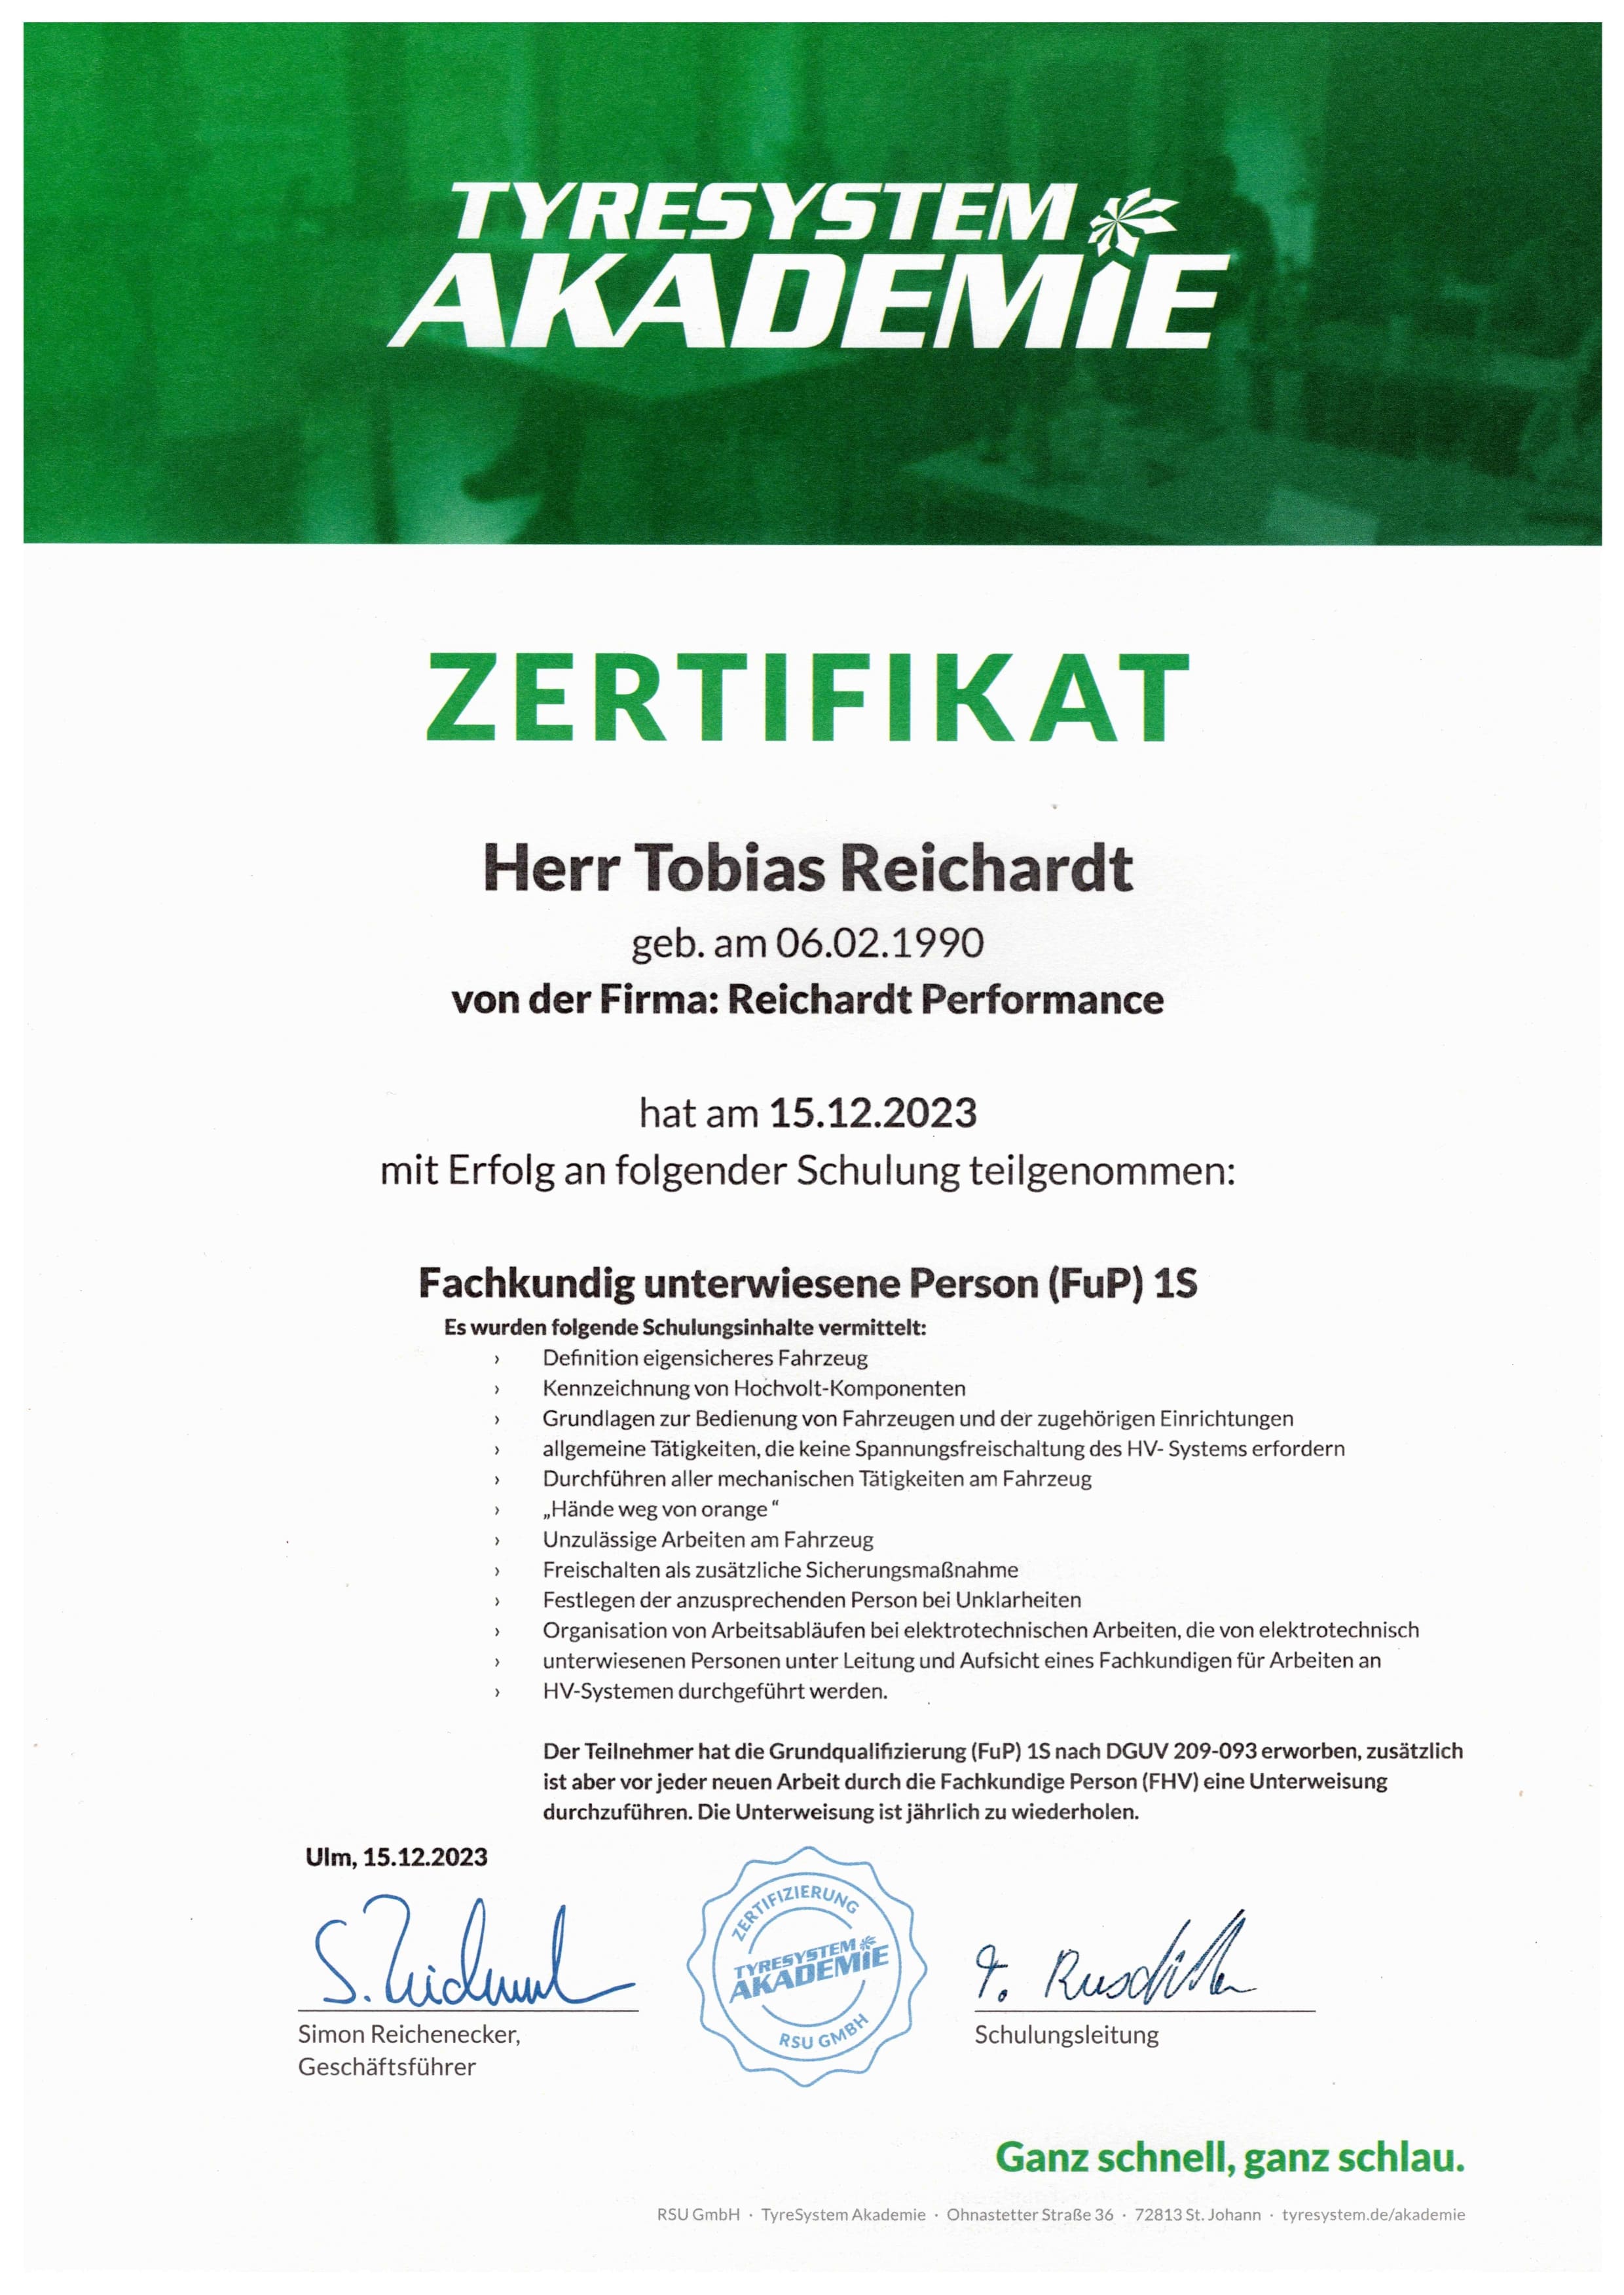 TYRESYSTEM
AKADEMIE
ZERTIFIKAT
Herr Tobias Reichardt
geb. am 06.02.1990
von der Firma: Reichardt Performance
hat am 15.12.2023
mit Erfolg an folgender Schulung teilgenommen:
Fachkundig unterwiesene Person (FuP) 1S
Es wurden folgende Schulungsinhalte vermittelt:
› Definition eigensicheres Fahrzeug
› Kennzeichnung von Hochvolt-Komponenten
› Grundlagen zur Bedienung von Fahrzeugen und der zugehörigen Einrichtungen
› allgemeine Tätigkeiten, die keine Spannungsfreischaltung des HV- Systems erfordern
› Durchführen aller mechanischen Tätigkeiten am Fahrzeug
› „Hände weg von orange “
› Unzulässige Arbeiten am Fahrzeug
› Freischalten als zusätzliche Sicherungsmaßnahme
› Festlegen der anzusprechenden Person bei Unklarheiten
› Organisation von Arbeitsabläufen bei elektrotechnischen Arbeiten, die von elektrotechnisch
› unterwiesenen Personen unter Leitung und Aufsicht eines Fachkundigen für Arbeiten an
› HV-Systemen durchgeführt werden.
Der Teilnehmer hat die Grundqualifizierung (FuP) 1S nach DGUV 209-093 erworben, zusätzlich
ist aber vor jeder neuen Arbeit durch die Fachkundige Person (FHV) eine Unterweisung
durchzuführen. Die Unterweisung ist jährlich zu wiederholen.
Ulm, 15.12.2023
ZERTIFIZIERUNG
TYRESYSTEM
AKADEMIE
RSU GMBH
Simon Reichenecker,
Geschäftsführer
Schulungsleitung
Ganz schnell, ganz schlau.
RSU GmbH · TyreSystem Akademie · Ohnastetter Straße 36 · 72813 St. Johann · tyresystem.de/akademie